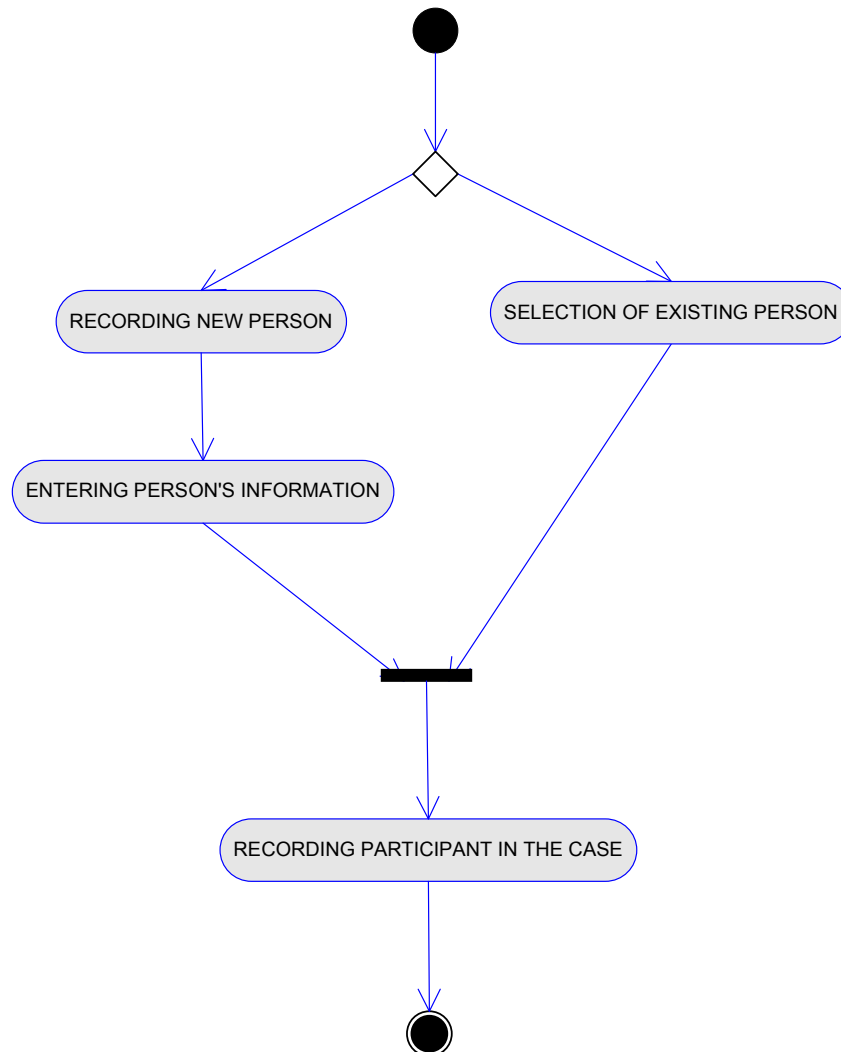 RECORDING NEW PERSON
SELECTION OF EXISTING PERSON
ENTERING PERSON'S INFORMATION
RECORDING PARTICIPANT IN THE CASE